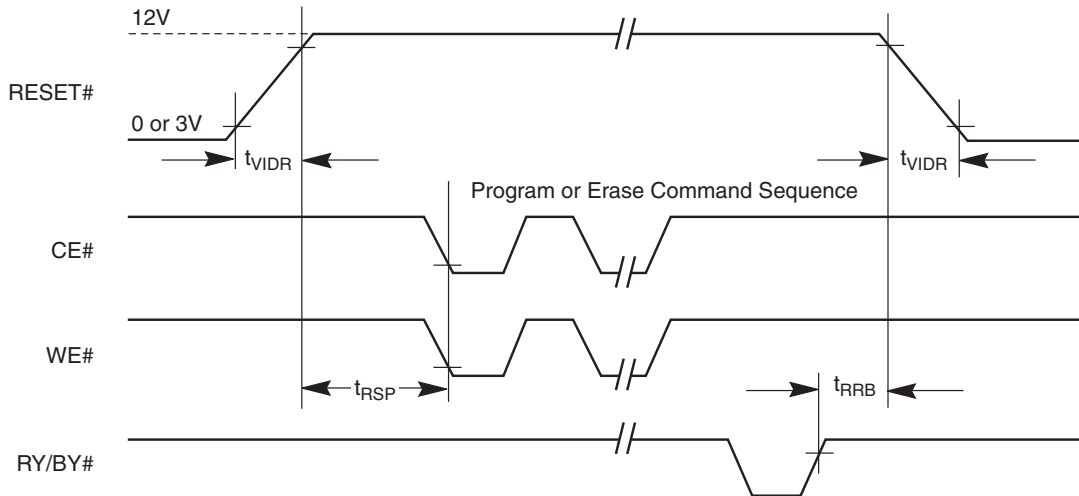 12V
RESET#
0 or 3V
tVIDR
tVIDR
Program or Erase Command Sequence
CE#
WE#
tRSP
tRRB
RY/BY#